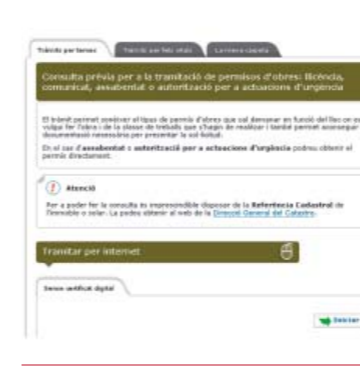 Tràmits per temes
Tràmits per fets vitals
La meva carpeta
Consulta prèvia per a la tramitació de permisos d'obres: llicència,
comunicat, assabentat o autorització per a actuacions d'urgència
El tràmit permet conèixer el tipus de permís d'obres que cal demanar en funció del lloc on es
vulgui fer l'obra i de la classe de treballs que s'hagin de realitzar i també permet aconseguir
documentació necessària per presentar la sol·licitud.
En el cas d'assabentat o autorització per a actuacions d'urgència podreu obtenir el
permís directament.
Atenció
Per a poder fer la consulta és imprescindible disposar de la Referència Cadastral de
l'immoble o solar. La podeu obtenir al web de la Direcció General del Catastro.
Tramitar per internet
Sense certificat digital
Iniciar